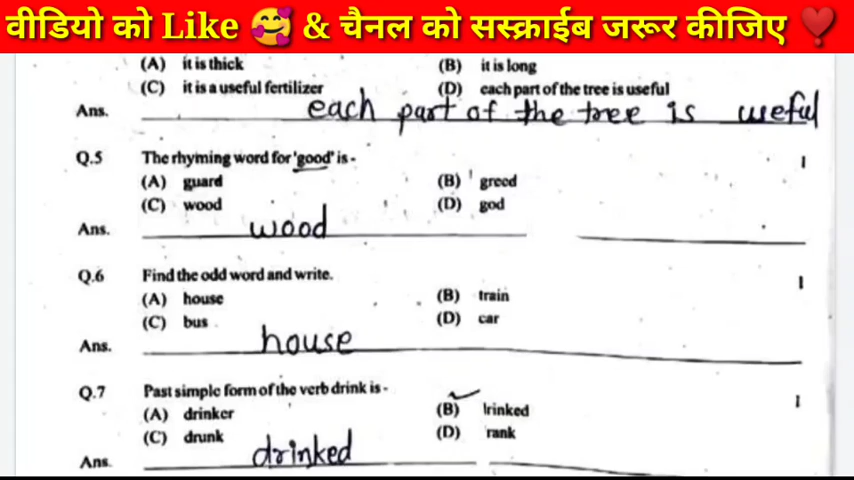 वीडियो को Like 🥰 & चैनल को सस्क्राईब जरूर कीजिए ❤️
(A) it is thick (B) it is long
(C) it is a useful fertilizer (D) each part of the tree is useful
Ans. each part of the tree is useful
Q.5 The rhyming word for 'good' is - 1
(A) guard (B) greed
(C) wood (D) god
Ans. wood
Q.6 Find the odd word and write. 1
(A) house (B) train
(C) bus (D) car
Ans. house
Q.7 Past simple form of the verb drink is - 1
(A) drinker (B) lrinked
(C) drunk (D) rank
Ans. drinked